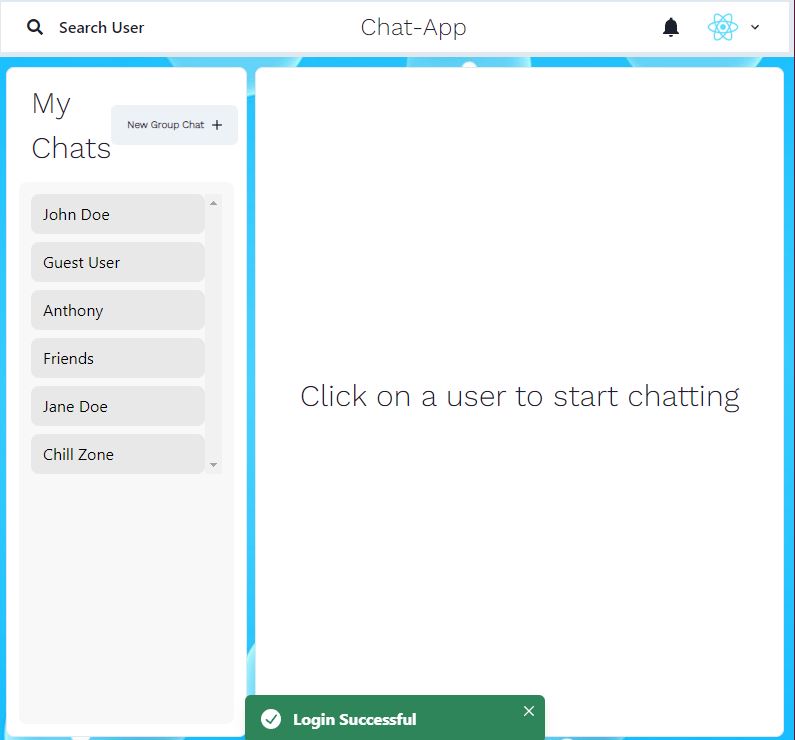 Search User
Chat-App
My
Chats
New Group Chat +
John Doe
Guest User
Anthony
Friends
Jane Doe
Chill Zone
Click on a user to start chatting
Login Successful